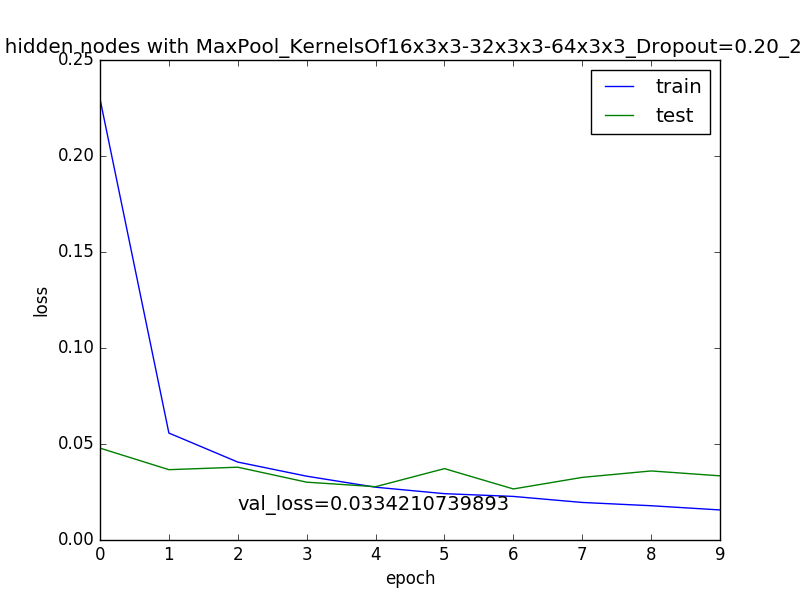 hidden nodes with MaxPool_KernelsOf16x3x3-32x3x3-64x3x3_Dropout=0.20_2
0.25
0.20
0.15
0.10
0.05
0.00
loss
train
test
val_loss=0.0334210739893
0 1 2 3 4 5 6 7 8 9
epoch